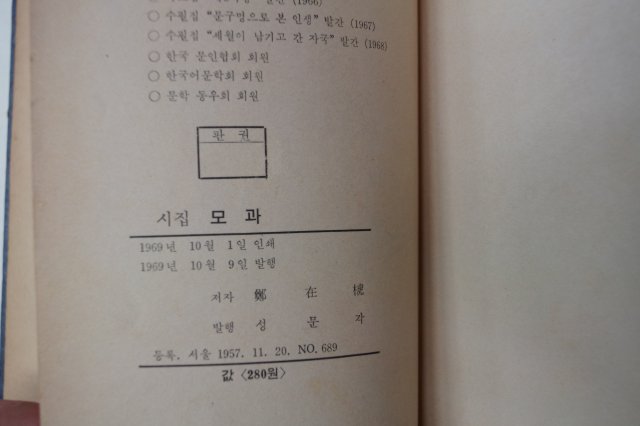 발간 (1966)
○ 수필집 “문구멍으로 본 인생” 발간 (1967)
○ 수필집 “세월이 남기고 간 자국” 발간 (1968)
○ 한국 문인협회 회원
○ 한국어문학회 회원
○ 문학 동우회 회원
판 권
시집 모 과
1969년 10월 1일 인쇄
1969년 10월 9일 발행
저자 鄭 在
발행 성 문 각
등록. 서울 1957. 11. 20. NO. 689
값 〈280원〉